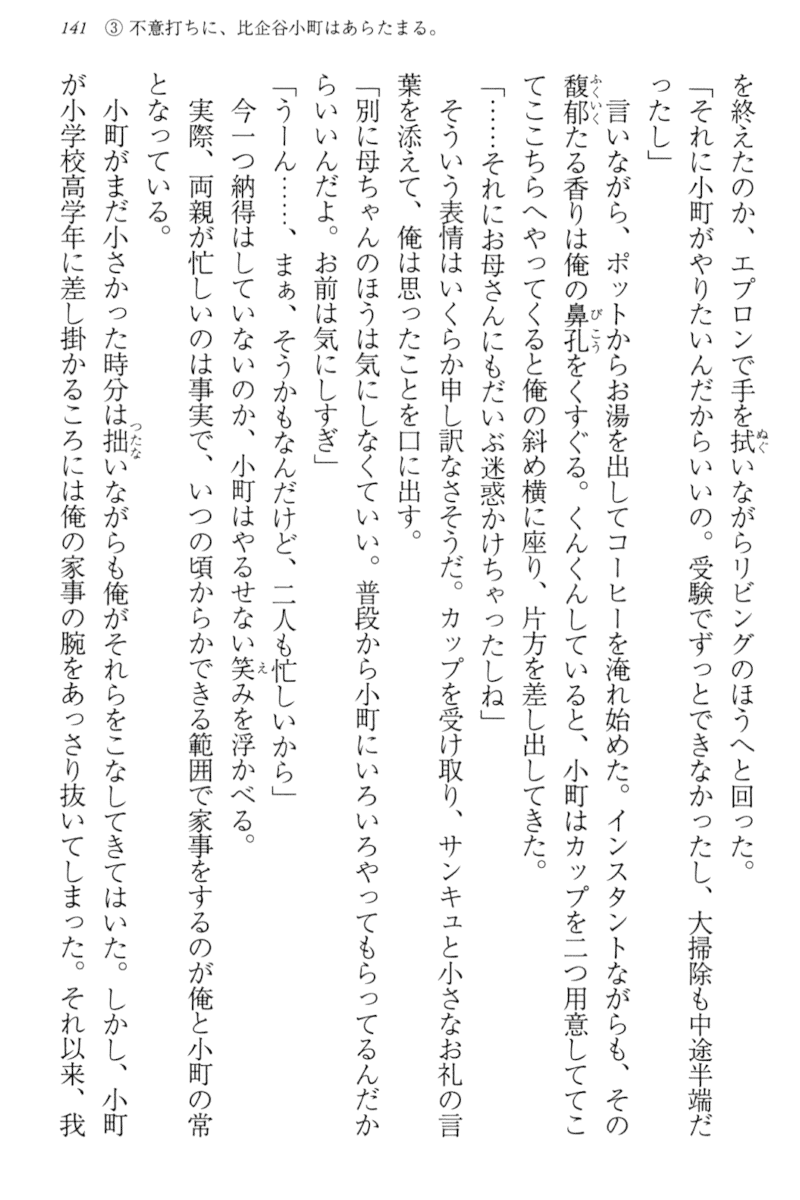 141 ③ 不意打ちに、比企谷小町はあらたまる。
を終えたのか、エプロンで手を拭いながらリビングのほうへと回った。
「それに小町がやりたいんだからいいの。受験でずっとできなかったし、大掃除も中途半端だ
ったし」
言いながら、ポットからお湯を出してコーヒーを淹れ始めた。インスタントながらも、その
馥郁たる香りは俺の鼻孔をくすぐる。くんくんしていると、小町はカップを二つ用意しててこ
てここちらへやってくると俺の斜め横に座り、片方を差し出してきた。
「……それにお母さんにもだいぶ迷惑かけちゃったしね」
そういう表情はいくらか申し訳なさそうだ。カップを受け取り、サンキュと小さなお礼の言
葉を添えて、俺は思ったことを口に出す。
「別に母ちゃんのほうは気にしなくていい。普段から小町にいろいろやってもらってるんだか
らいいんだよ。お前は気にしすぎ」
「うーん……、まぁ、そうかもなんだけど、二人も忙しいから」
今一つ納得はしていないのか、小町はやるせない笑みを浮かべる。
実際、両親が忙しいのは事実で、いつの頃からかできる範囲で家事をするのが俺と小町の常
となっている。
小町がまだ小さかった時分は拙いながらも俺がそれらをこなしてきてはいた。しかし、小町
が小学校高学年に差し掛かるころには俺の家事の腕をあっさり抜いてしまった。それ以来、我